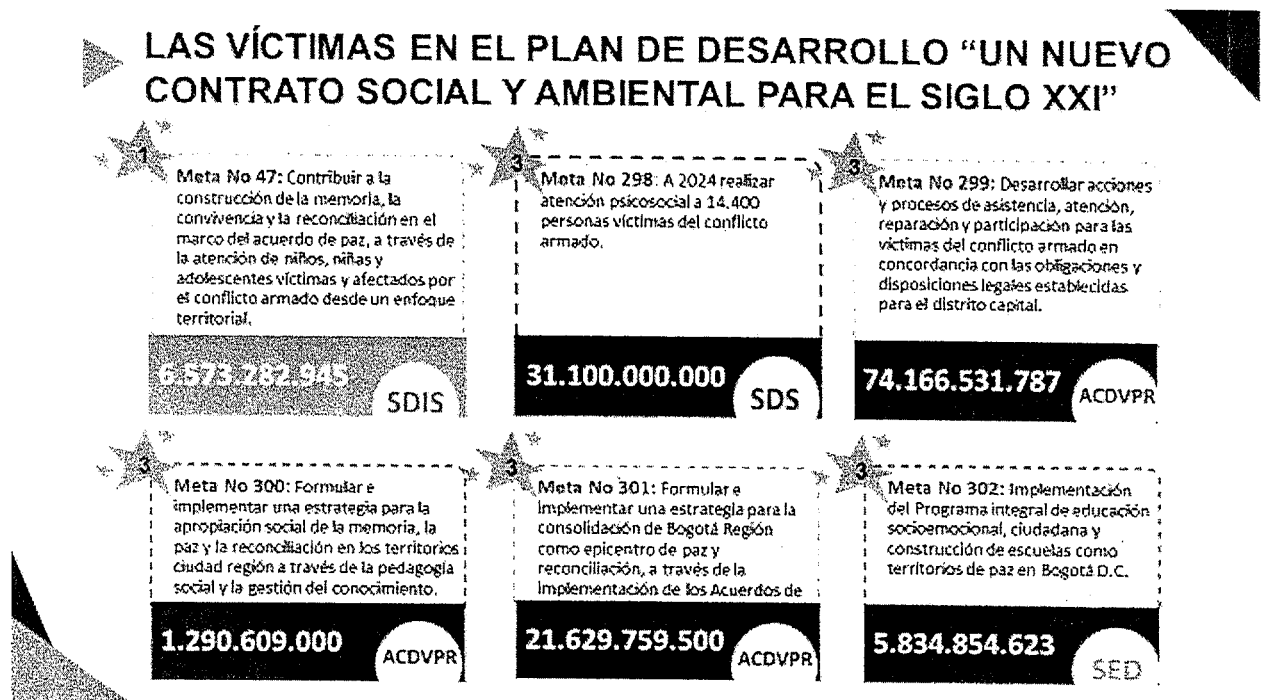 LAS VÍCTIMAS EN EL PLAN DE DESARROLLO “UN NUEVO
CONTRATO SOCIAL Y AMBIENTAL PARA EL SIGLO XXI”
1
Meta No 47: Contribuir a la
construcción de la memoria, la
convivencia y la reconciliación en el
marco del acuerdo de paz, a través de
la atención de niños, niñas y
adolescentes víctimas y afectados por
el conflicto armado desde un enfoque
territorial.
6.573.282.945
SDIS
3
Meta No 298: A 2024 realizar
atención psicosocial a 14.400
personas víctimas del conflicto
armado.
31.100.000.000
SDS
3
Meta No 299: Desarrollar acciones
y procesos de asistencia, atención,
reparación y participación para las
víctimas del conflicto armado en
concordancia con las obligaciones y
disposiciones legales establecidas
para el distrito capital.
74.166.531.787
ACDVPR
3
Meta No 300: Formular e
implementar una estrategia para la
apropiación social de la memoria, la
paz y la reconciliación en los territorios
ciudad región a través de la pedagogía
social y la gestión del conocimiento.
1.290.609.000
ACDVPR
3
Meta No 301: Formular e
implementar una estrategia para la
consolidación de Bogotá Región
como epicentro de paz y
reconciliación, a través de la
implementación de los Acuerdos de
21.629.759.500
ACDVPR
3
Meta No 302: Implementación
del Programa integral de educación
socioemocional, ciudadana y
construcción de escuelas como
territorios de paz en Bogotá D.C.
5.834.854.623
SED